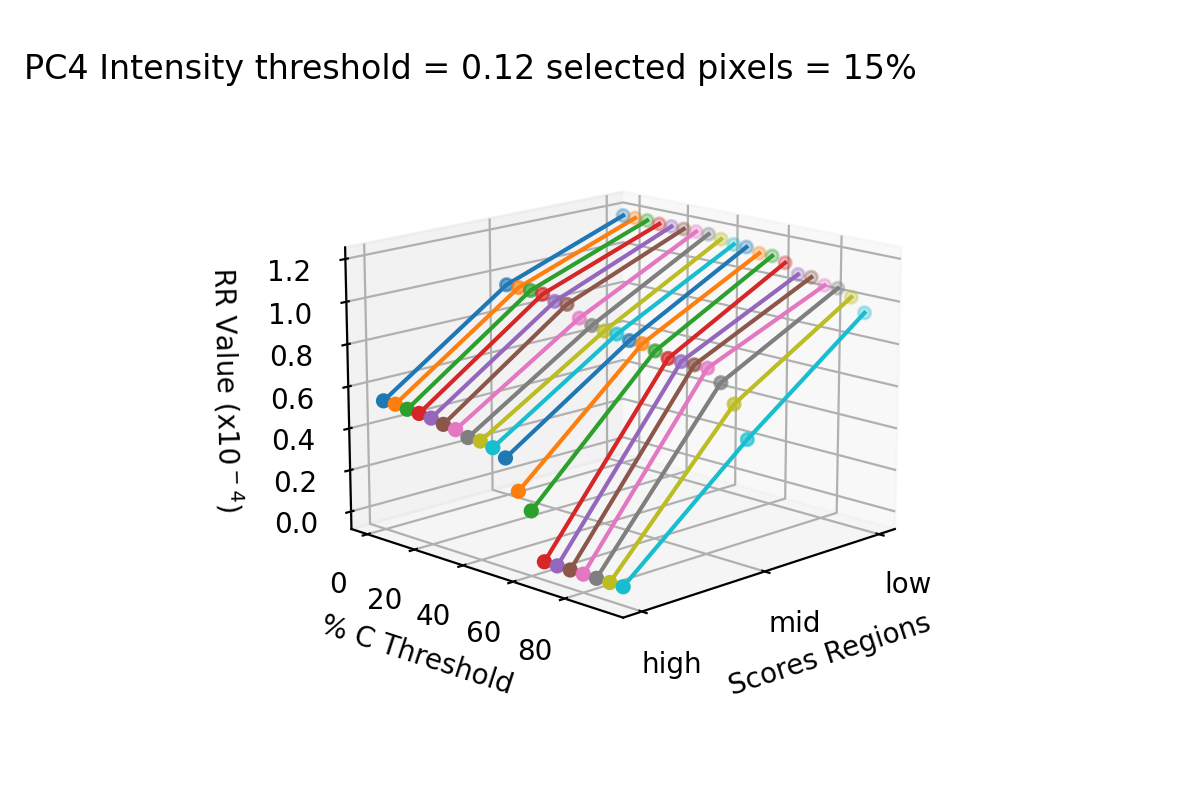 PC4 Intensity threshold = 0.12 selected pixels = 15%
RR Value (x10⁻⁴)
1.2
1.0
0.8
0.6
0.4
0.2
0.0
0
20
40
60
80
% C Threshold
high
mid
low
Scores Regions